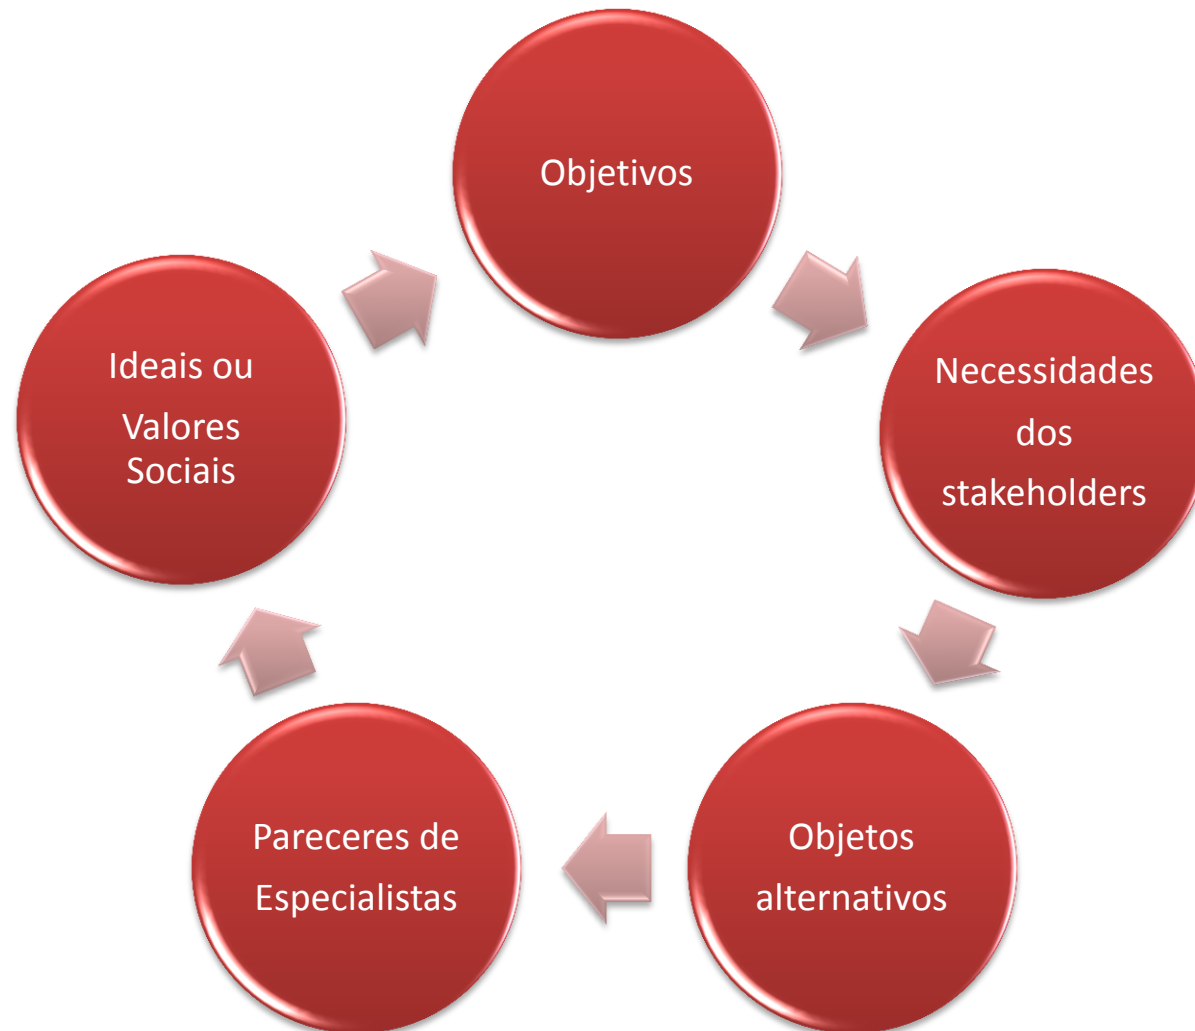 Objetivos
Necessidades
dos
stakeholders
Objetos
alternativos
Pareceres de
Especialistas
Ideais ou
Valores
Sociais